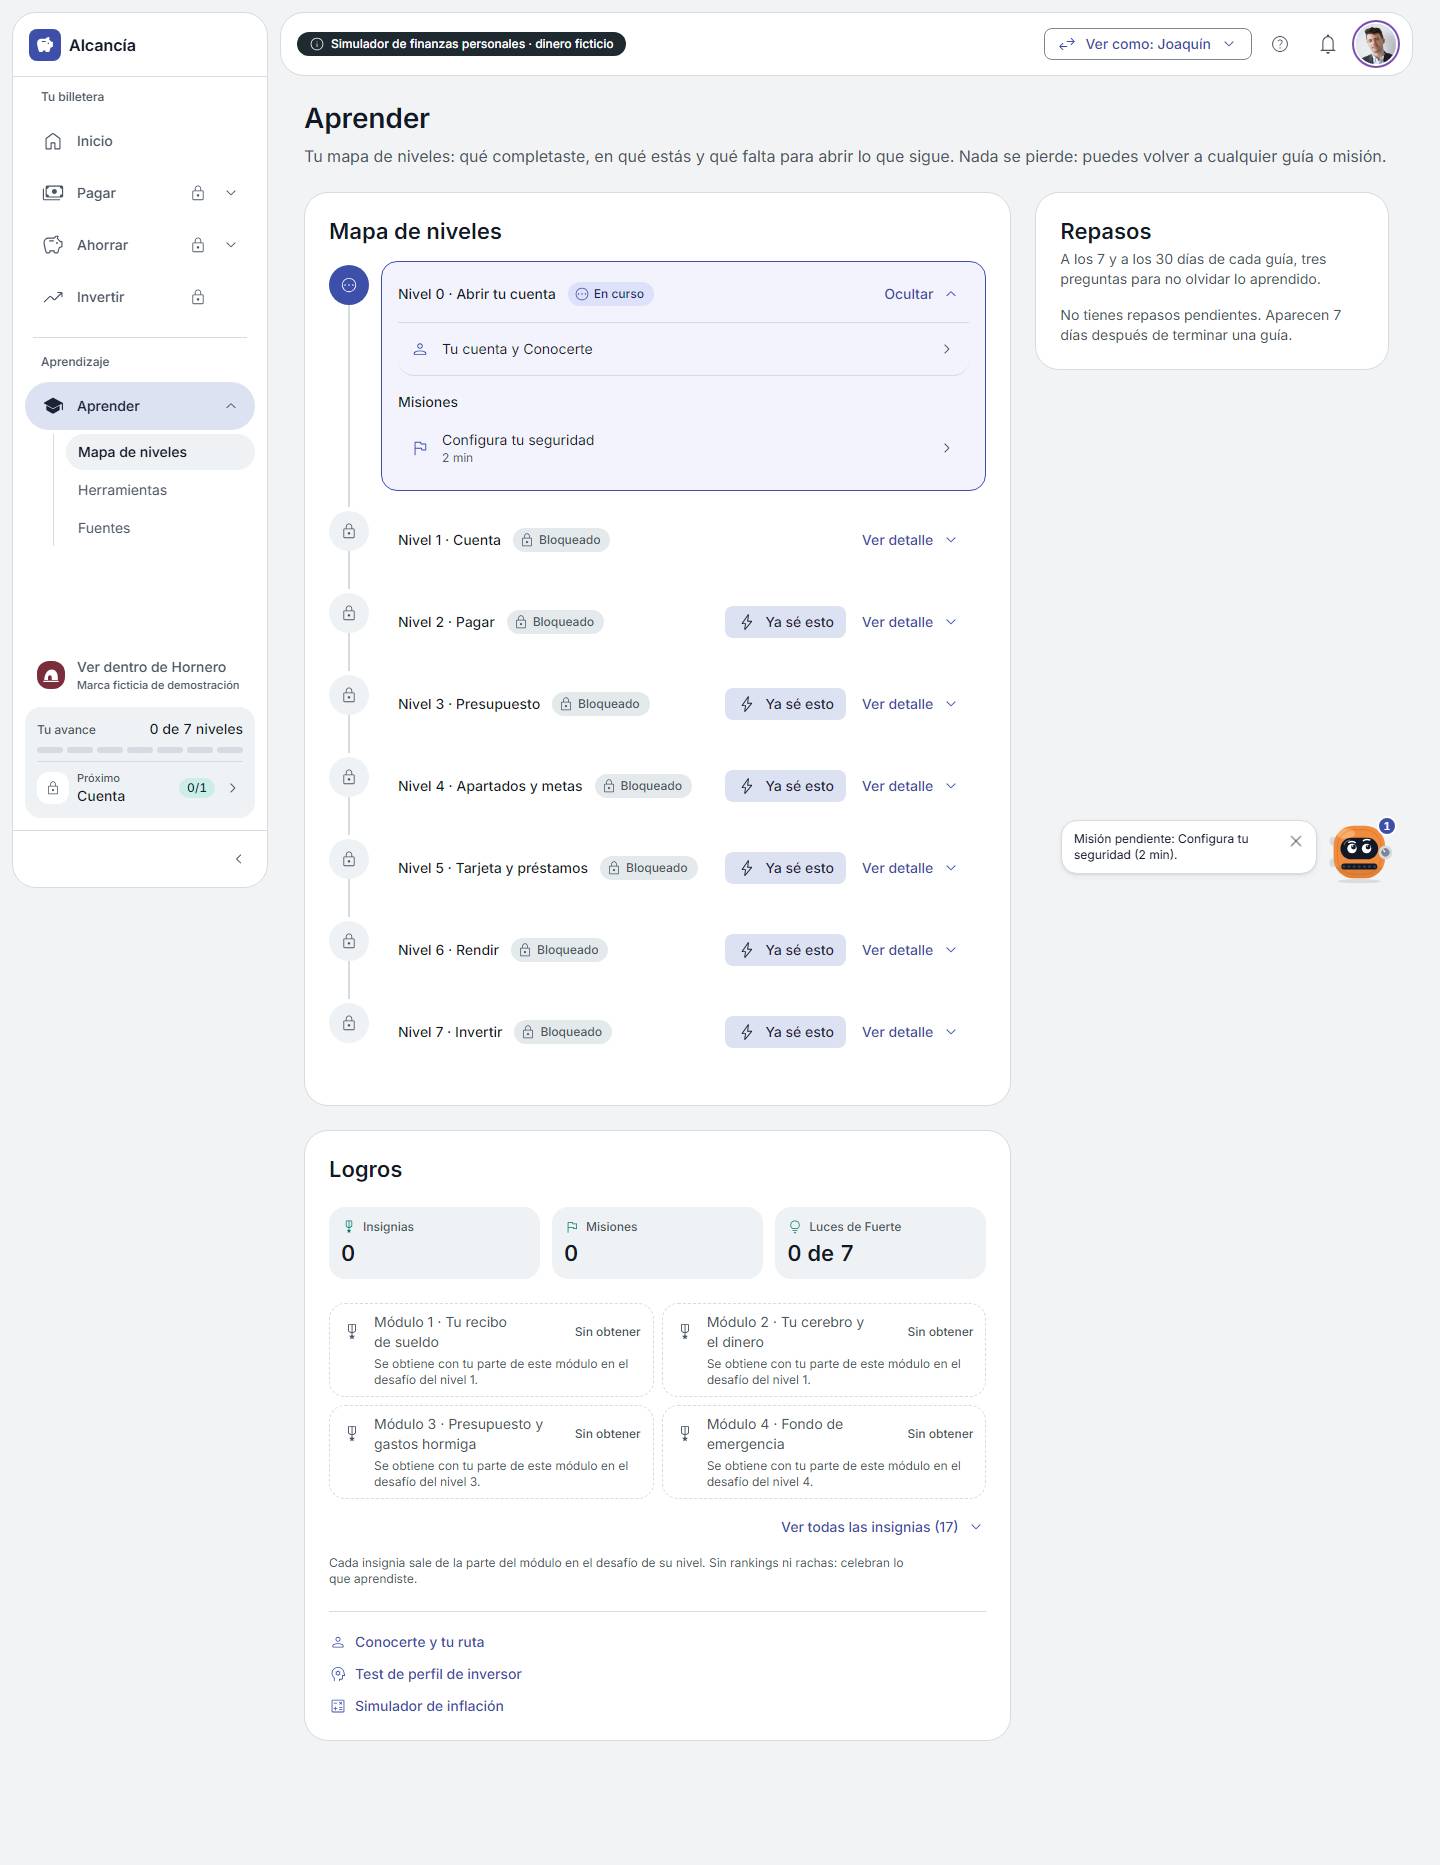 Alcancía
Tu billetera
Inicio
Pagar
Ahorrar
Invertir
Aprendizaje
Aprender
Mapa de niveles
Herramientas
Fuentes
Ver dentro de Hornero
Marca ficticia de demostración
Tu avance
0 de 7 niveles
Próximo
Cuenta
0/1
Simulador de finanzas personales · dinero ficticio
Ver como: Joaquín
Aprender
Tu mapa de niveles: qué completaste, en qué estás y qué falta para abrir lo que sigue. Nada se pierde: puedes volver a cualquier guía o misión.
Mapa de niveles
Nivel 0 · Abrir tu cuenta
En curso
Ocultar
Tu cuenta y Conocerte
Misiones
Configura tu seguridad
2 min
Nivel 1 · Cuenta
Bloqueado
Ver detalle
Nivel 2 · Pagar
Bloqueado
Ya sé esto
Ver detalle
Nivel 3 · Presupuesto
Bloqueado
Ya sé esto
Ver detalle
Nivel 4 · Apartados y metas
Bloqueado
Ya sé esto
Ver detalle
Nivel 5 · Tarjeta y préstamos
Bloqueado
Ya sé esto
Ver detalle
Nivel 6 · Rendir
Bloqueado
Ya sé esto
Ver detalle
Nivel 7 · Invertir
Bloqueado
Ya sé esto
Ver detalle
Repasos
A los 7 y a los 30 días de cada guía, tres
preguntas para no olvidar lo aprendido.
No tienes repasos pendientes. Aparecen 7
días después de terminar una guía.
Misión pendiente: Configura tu
seguridad (2 min).
1
Logros
Insignias
0
Misiones
0
Luces de Fuerte
0 de 7
Módulo 1 · Tu recibo
de sueldo
Sin obtener
Se obtiene con tu parte de este módulo en el
desafío del nivel 1.
Módulo 2 · Tu cerebro y
el dinero
Sin obtener
Se obtiene con tu parte de este módulo en el
desafío del nivel 1.
Módulo 3 · Presupuesto y
gastos hormiga
Sin obtener
Se obtiene con tu parte de este módulo en el
desafío del nivel 3.
Módulo 4 · Fondo de
emergencia
Sin obtener
Se obtiene con tu parte de este módulo en el
desafío del nivel 4.
Ver todas las insignias (17)
Cada insignia sale de la parte del módulo en el desafío de su nivel. Sin rankings ni rachas: celebran lo
que aprendiste.
Conocerte y tu ruta
Test de perfil de inversor
Simulador de inflación